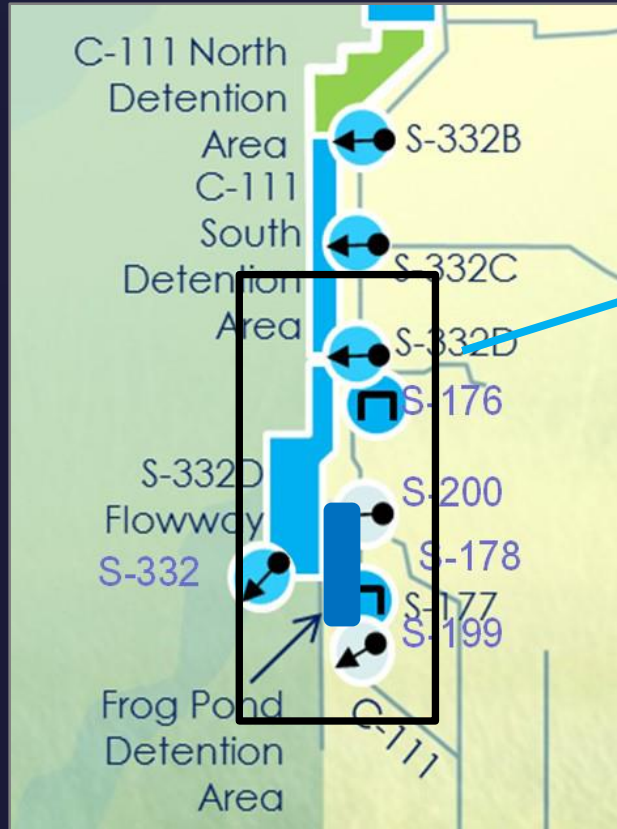 C-111 North
Detention
Area
S-332B
C-111
South
Detention
Area
S-332C
S-332D
S-176
S-332D
Flowway
S-200
S-332
S-178
S-177
S-199
Frog Pond
Detention
Area
C-111